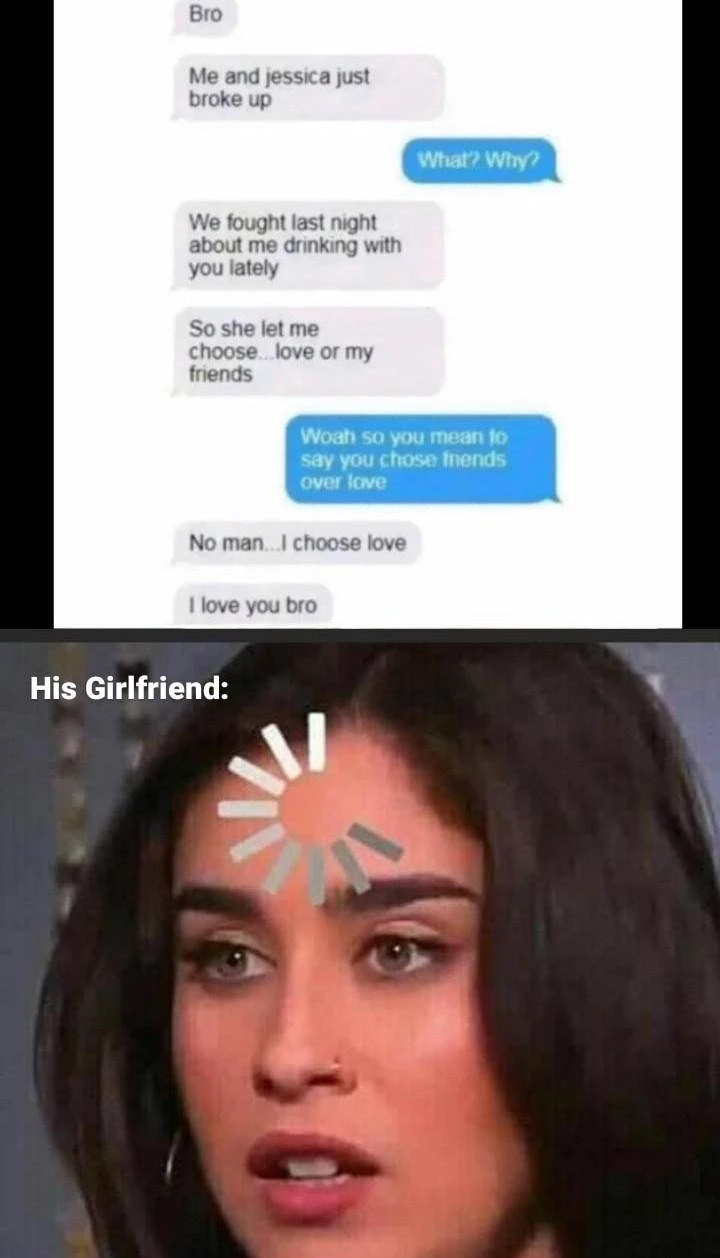 Bro
Me and jessica just
broke up
What? Why?
We fought last night
about me drinking with
you lately
So she let me
choose...love or my
friends
Woah so you mean to
say you chose friends
over love
No man...I choose love
I love you bro
His Girlfriend: